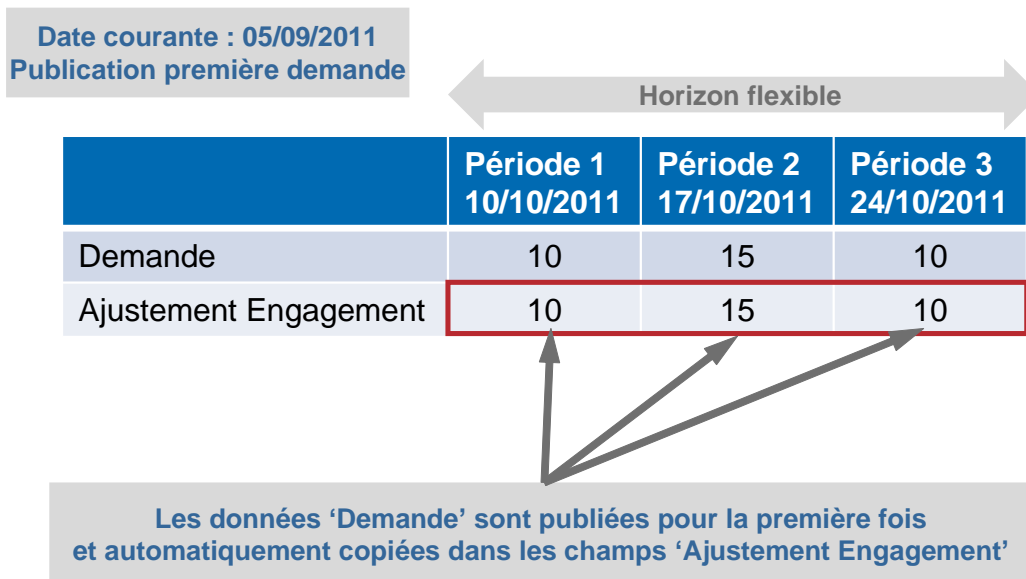 Date courante : 05/09/2011
Publication première demande
Horizon flexible
Période 1 Période 2 Période 3
10/10/2011 17/10/2011 24/10/2011
Demande 10 15 10
Ajustement Engagement 10 15 10
Les données ‘Demande’ sont publiées pour la première fois
et automatiquement copiées dans les champs ‘Ajustement Engagement’